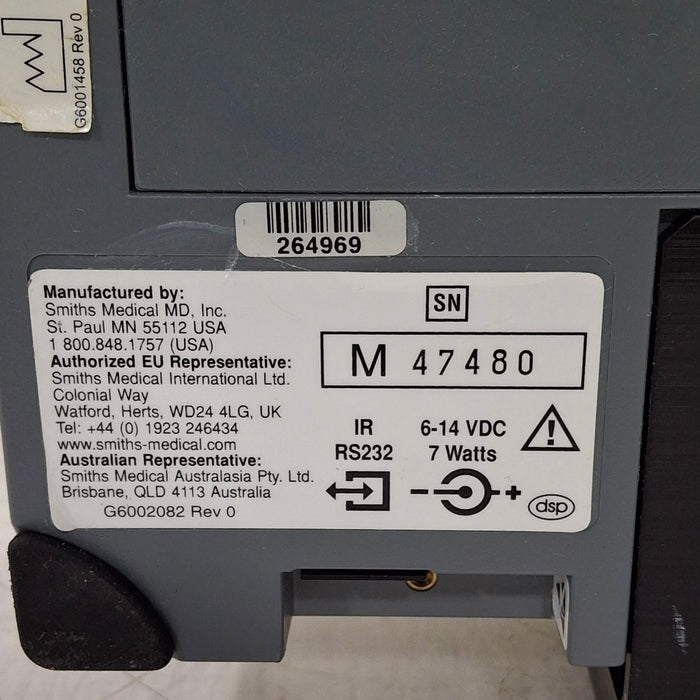 G6001458 Rev 0
264969
Manufactured by:
Smiths Medical MD, Inc.
St. Paul MN 55112 USA
1 800.848.1757 (USA)
Authorized EU Representative:
Smiths Medical International Ltd.
Colonial Way
Watford, Herts, WD24 4LG, UK
Tel: +44 (0) 1923 246434
www.smiths-medical.com
Australian Representative:
Smiths Medical Australasia Pty. Ltd.
Brisbane, QLD 4113 Australia
G6002082 Rev 0
SN
M 47480
IR
RS232
6-14 VDC
7 Watts
dsp